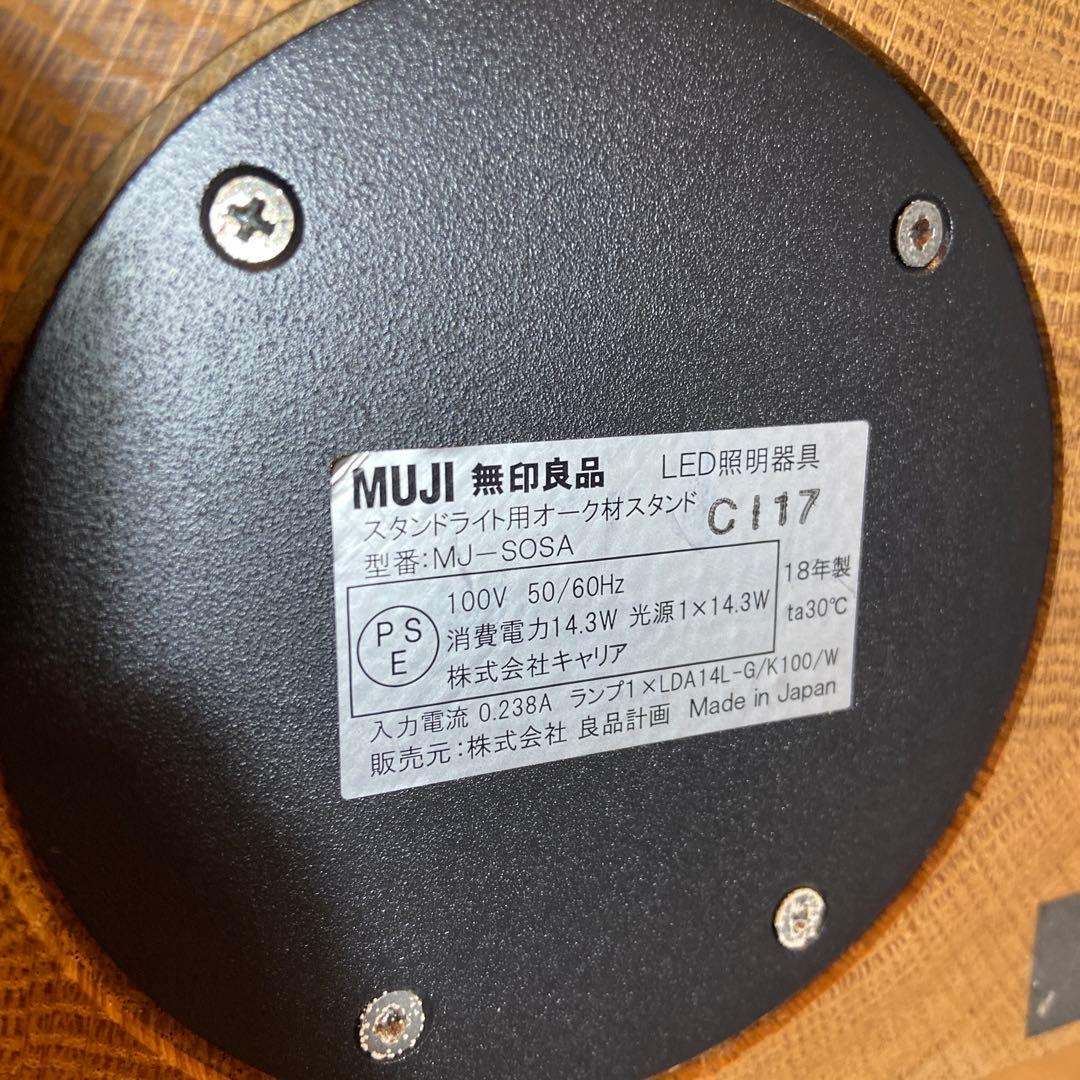 MUJI 無印良品 LED照明器具
スタンドライト用オーク材スタンド C I 17
型番:MJ-SOSA
PSE
100V 50/60Hz
消費電力14.3W 光源1×14.3W
株式会社キャリア
18年製
ta30℃
入力電流 0.238A ランプ1×LDA14L-G/K100/W
販売元:株式会社 良品計画 Made in Japan